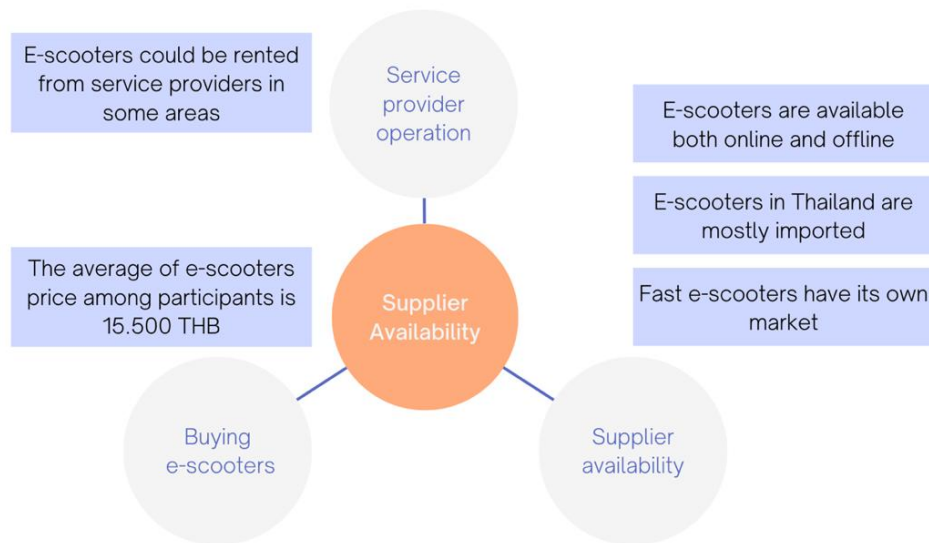 E-scooters could be rented
from service providers in
some areas
Service
provider
operation
E-scooters are available
both online and offline
E-scooters in Thailand are
mostly imported
Fast e-scooters have its own
market
The average of e-scooters
price among participants is
15.500 THB
Supplier
Availability
Buying
e-scooters
Supplier
availability